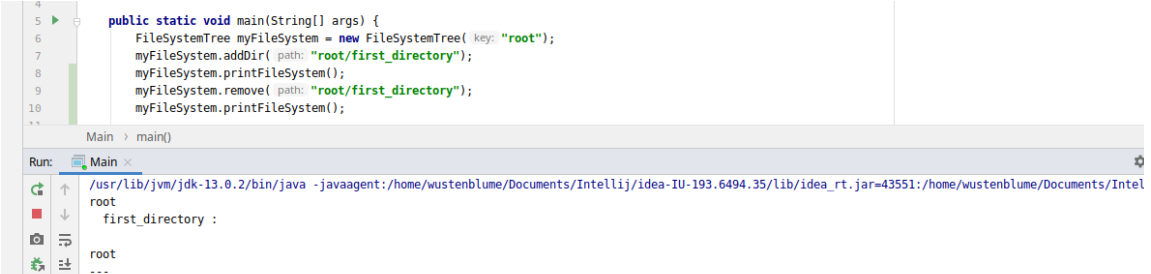 4
5 public static void main(String[] args) {
6 FileSystemTree myFileSystem = new FileSystemTree( key: "root");
7 myFileSystem.addDir( path: "root/first_directory");
8 myFileSystem.printFileSystem();
9 myFileSystem.remove( path: "root/first_directory");
10 myFileSystem.printFileSystem();
11
Main › main()
Run: Main ×
/usr/lib/jvm/jdk-13.0.2/bin/java -javaagent:/home/wustenblume/Documents/Intellij/idea-IU-193.6494.35/lib/idea_rt.jar=43551:/home/wustenblume/Documents/Intel
root
first_directory :
root
---